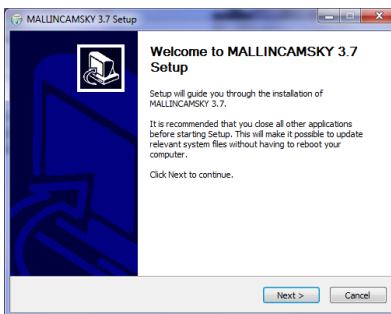 MALLINCAMSKY 3.7 Setup
Welcome to MALLINCAMSKY 3.7
Setup
Setup will guide you through the installation of
MALLINCAMSKY 3.7.
It is recommended that you close all other applications
before starting Setup. This will make it possible to update
relevant system files without having to reboot your
computer.
Click Next to continue.
Next >
Cancel